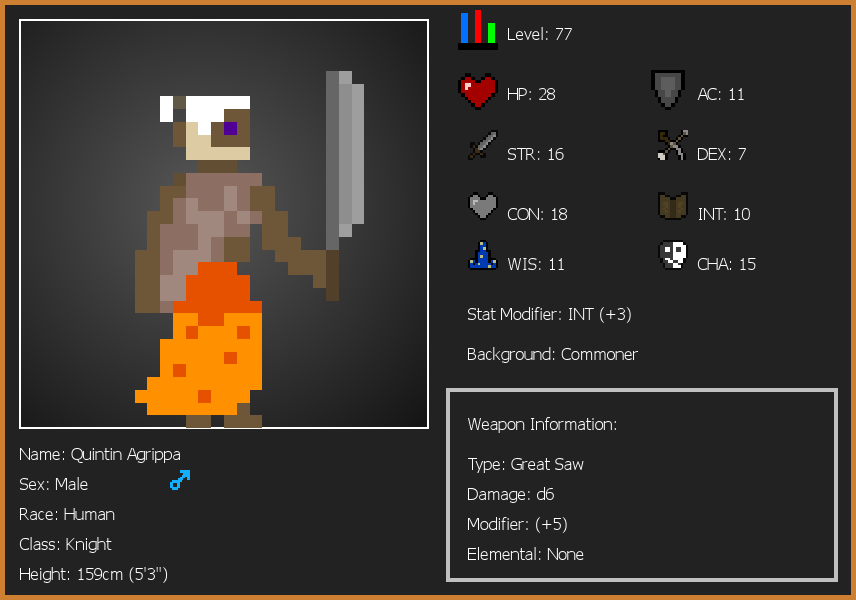 Level: 77
HP: 28
AC: 11
STR: 16
DEX: 7
CON: 18
INT: 10
WIS: 11
CHA: 15
Stat Modifier: INT (+3)
Background: Commoner
Weapon Information:
Type: Great Saw
Damage: d6
Modifier: (+5)
Elemental: None
Name: Quintin Agrippa
Sex: Male
Race: Human
Class: Knight
Height: 159cm (5'3")